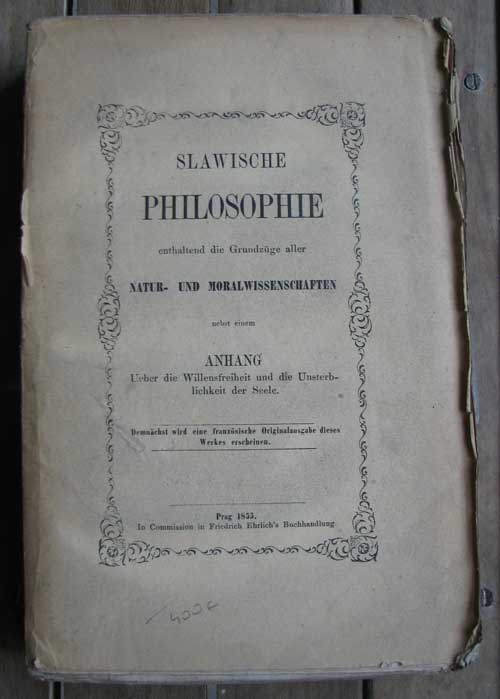 SLAWISCHE
PHILOSOPHIE
enthaltend die Grundzüge aller
NATUR- UND MORALWISSENSCHAFTEN
nebst einem
ANHANG
Ueber die Willensfreiheit und die Unsterb-
lichkeit der Seele.
Demnächst wird eine französische Originalausgabe dieses
Werkes erscheinen.
Prag 1855.
In Commission in Friedrich Ehrlich's Buchhandlung